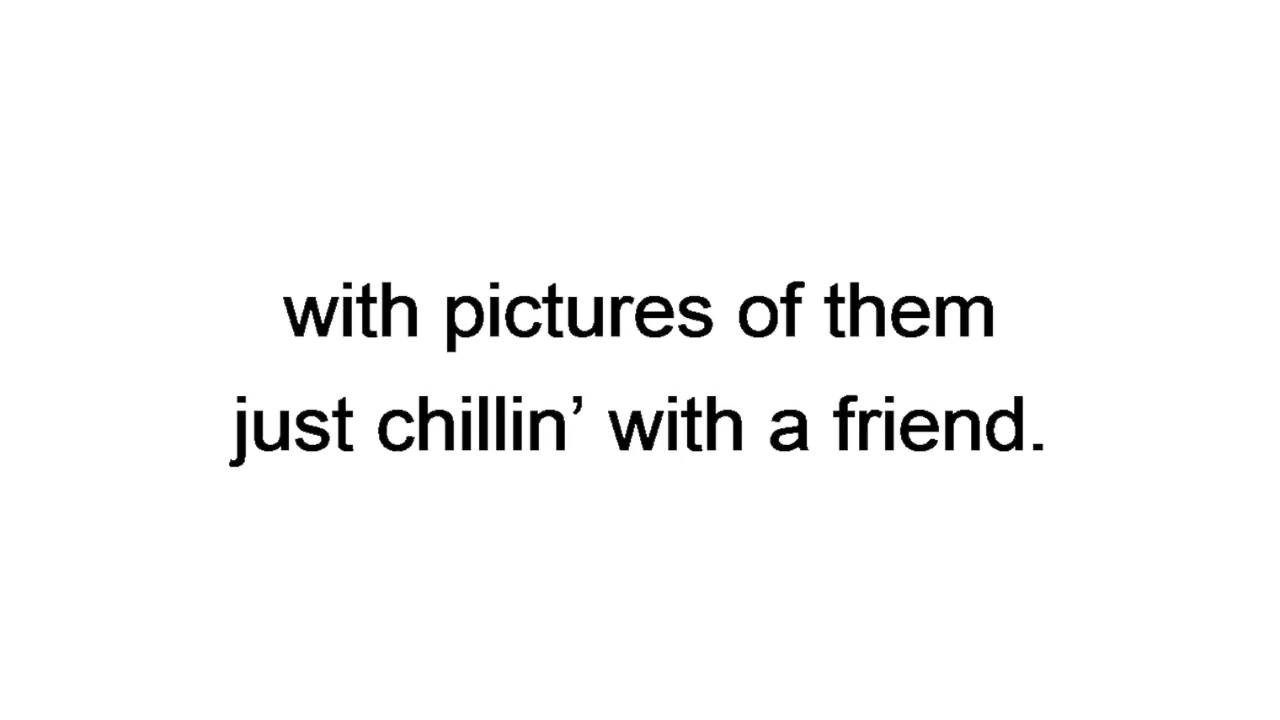 with pictures of them
just chillin’ with a friend.